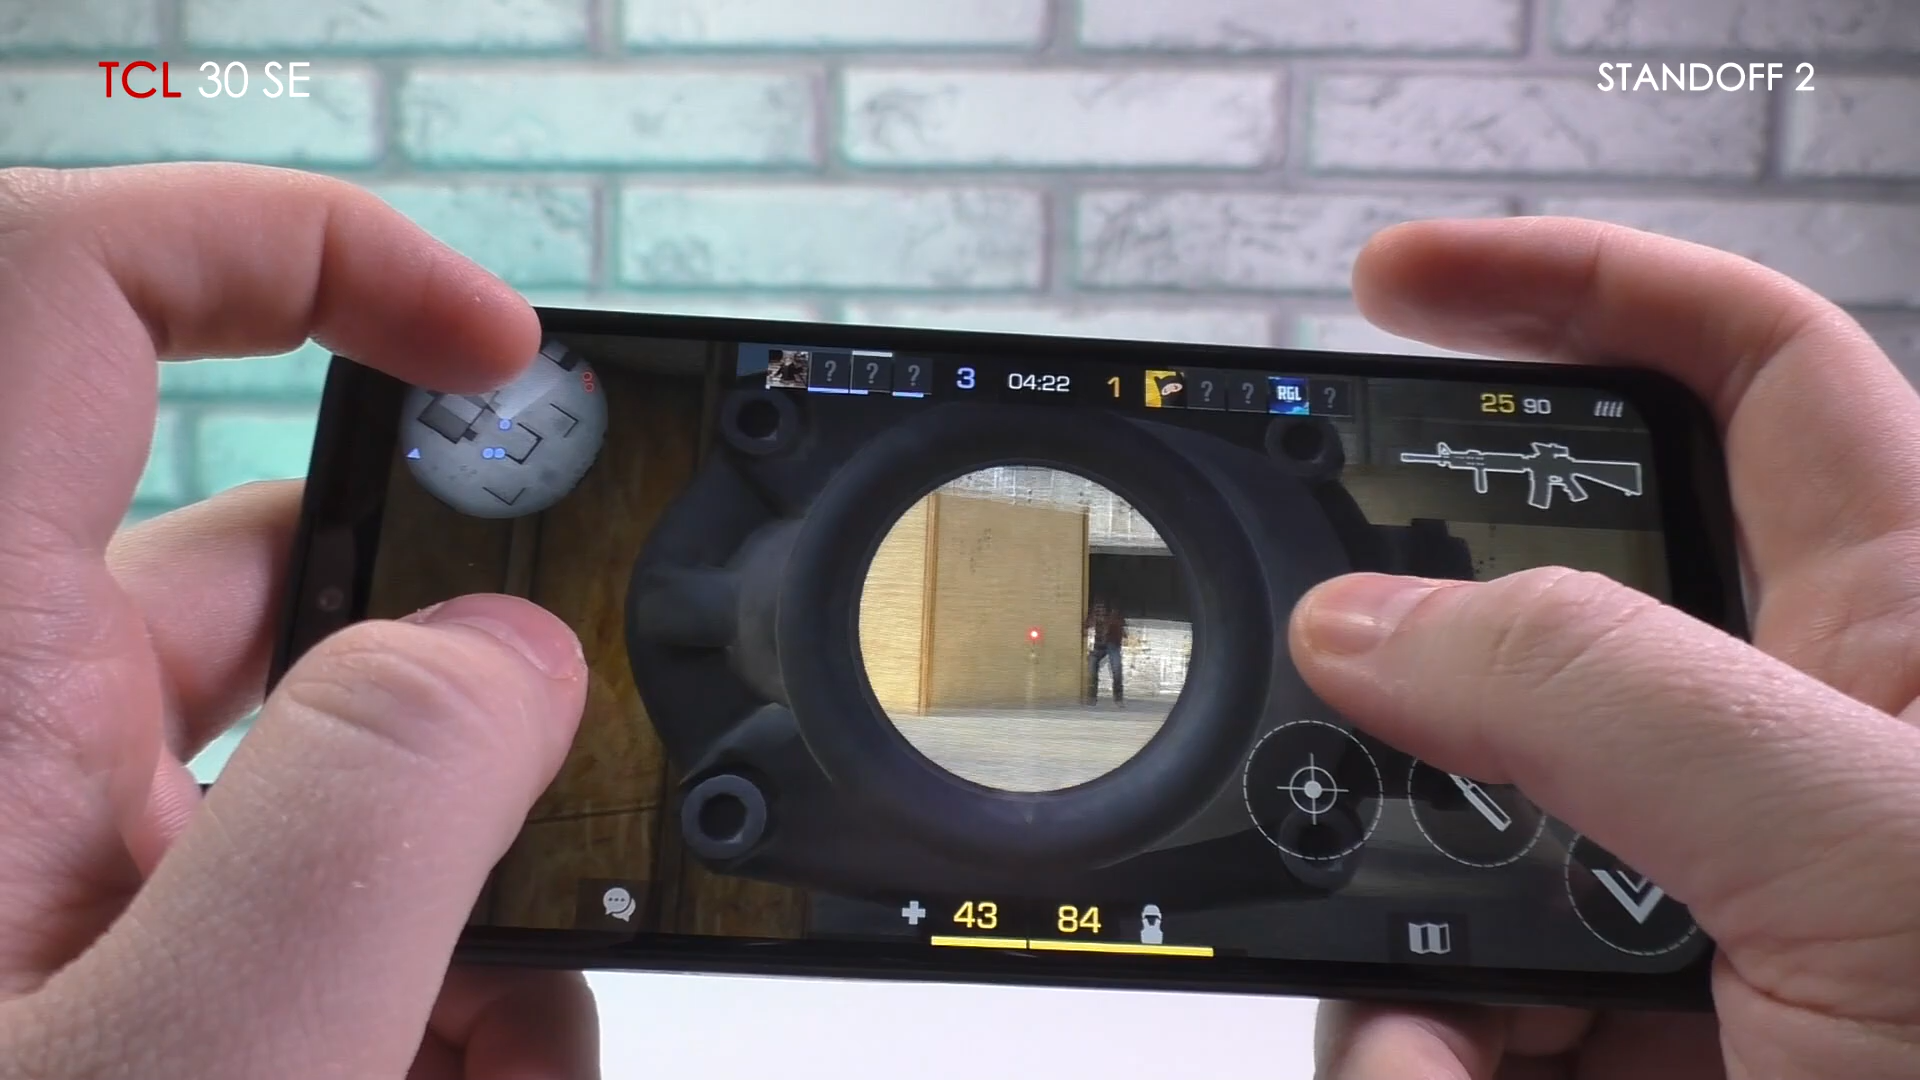 TCL 30 SE
STANDOFF 2
? ? ? 3 04:22 1 ? ? RGL ?
25 90
43 84